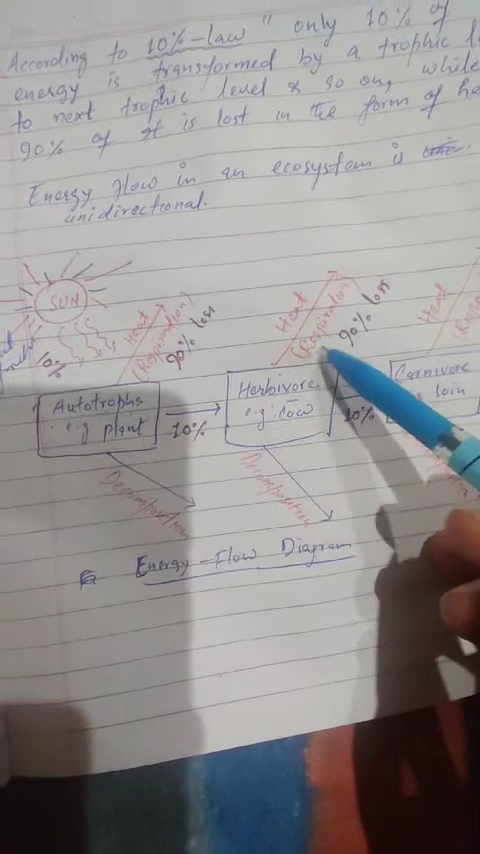 According to 10%-law " only 10% of
energy is transformed by a trophic
to next trophic level & so on, while
90% of it is lost in the form of
Energy Flow in an ecosystem is
unidirectional.
SUN
10%
Heat
(Respiration)
90% loss
Heat
(Respiration)
90% loss
Heat
Autotrophs
e.g plant
10%
Herbivore
e.g: cow
10%
Carnivore
loin
Decomposition
Decomposition
Energy-Flow Diagram